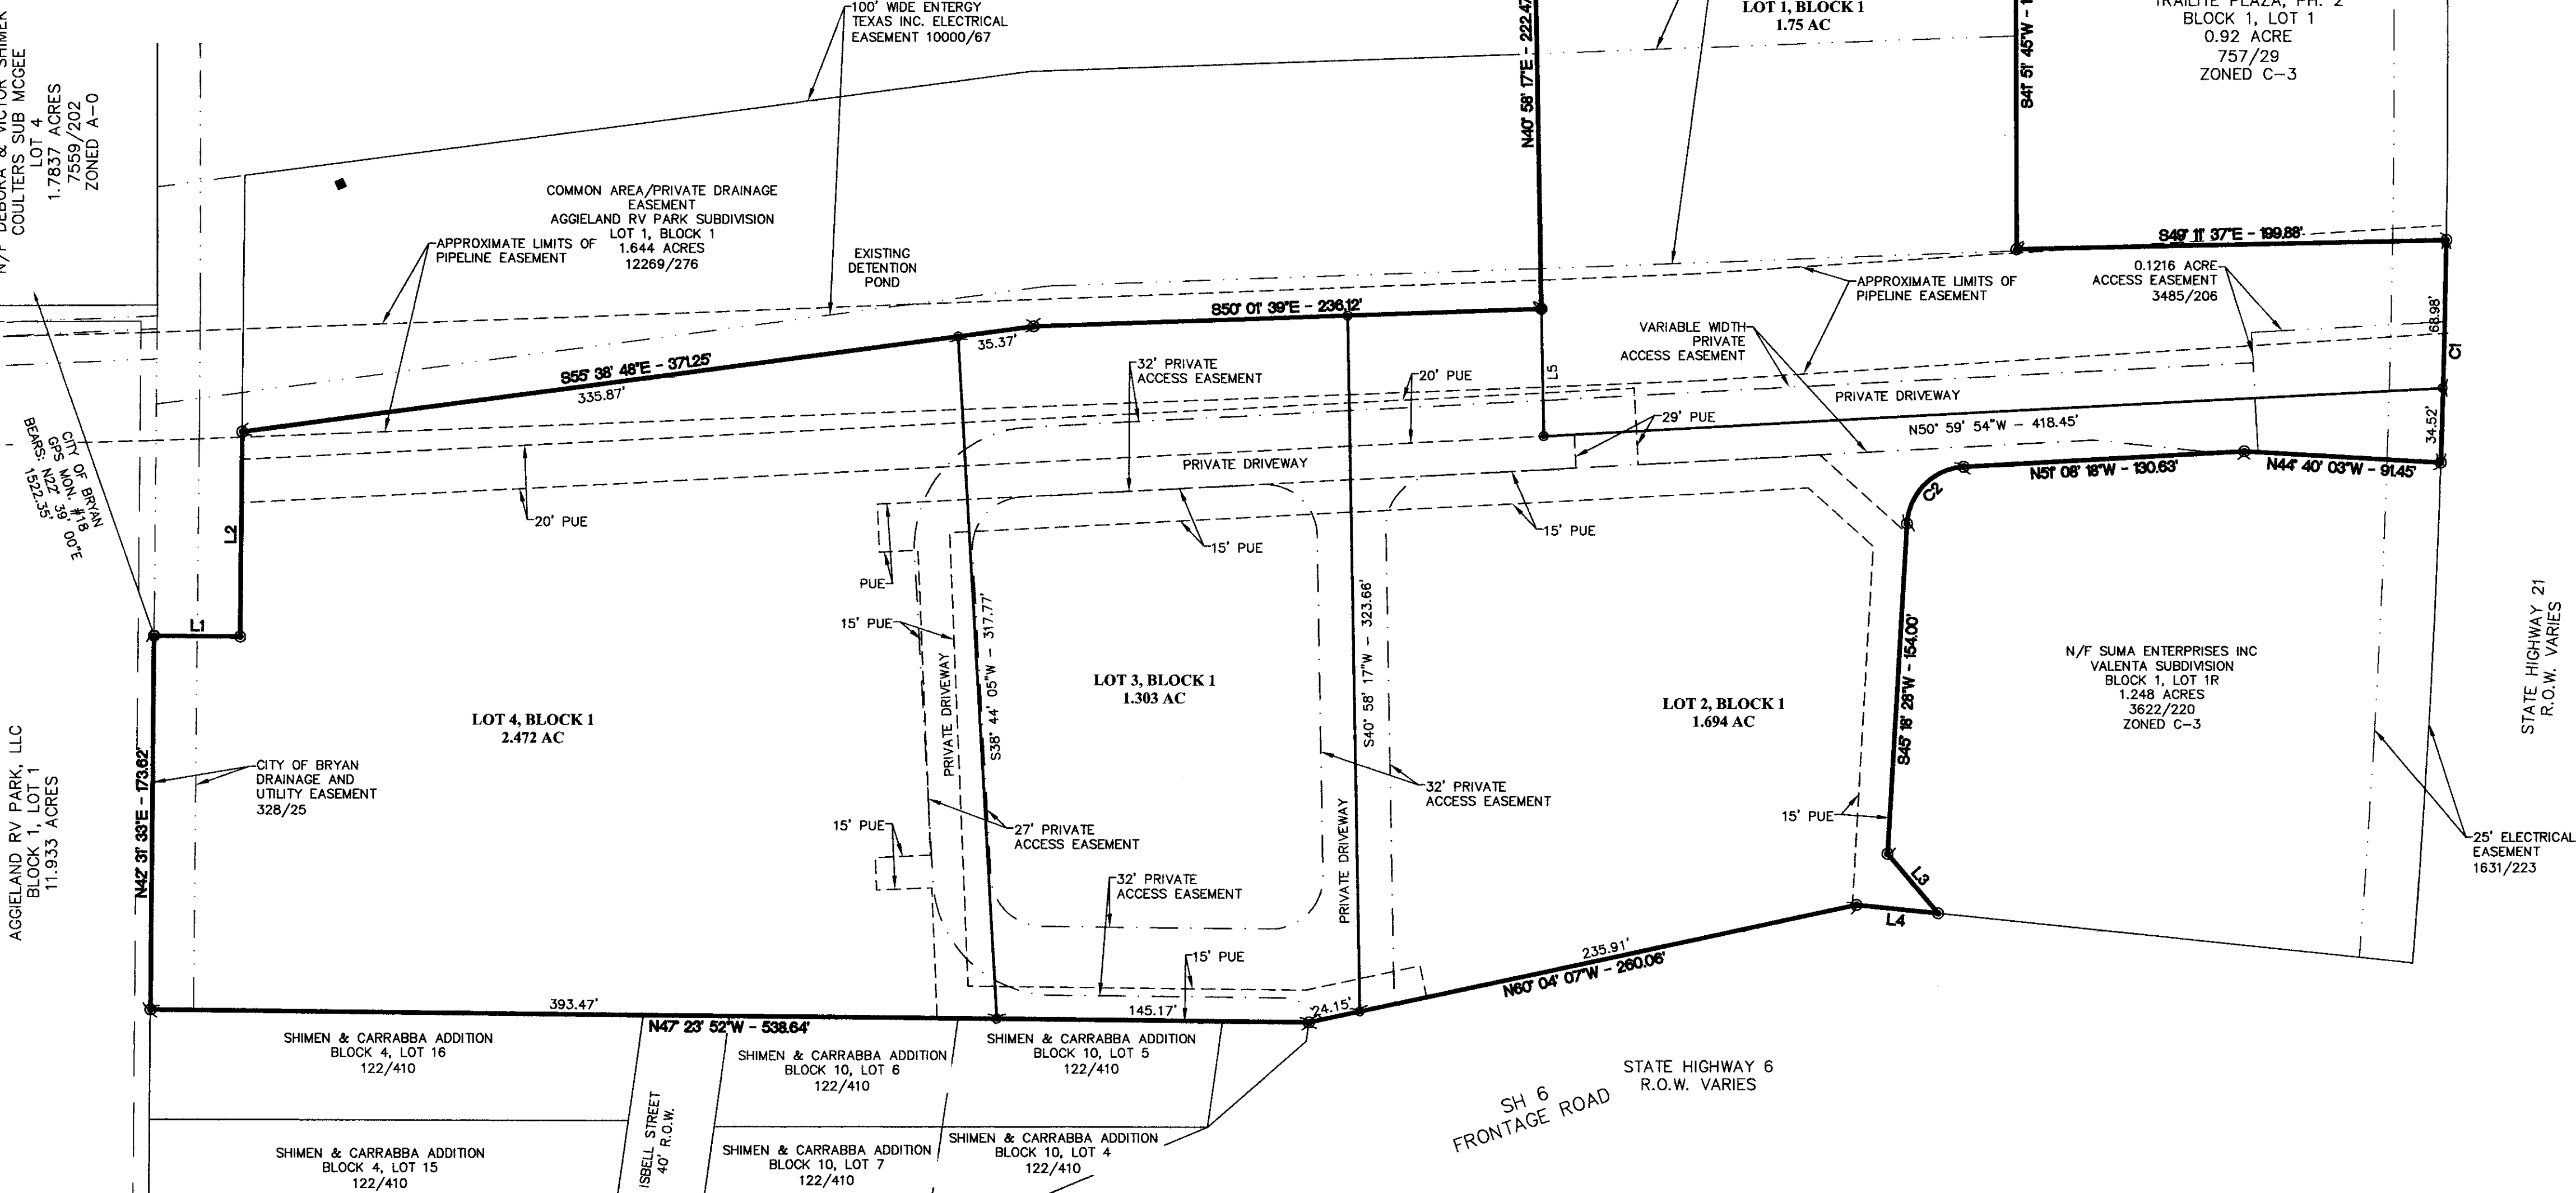 100' WIDE ENTERGY
TEXAS INC. ELECTRICAL
EASEMENT 10000/67
LOT 1, BLOCK 1
1.75 AC
BLOCK 1, LOT 1
0.92 ACRE
757/29
ZONED C-3
COULTERS SUB MCGEE
LOT 4
1.7837 ACRES
7559/202
ZONED A-O
N40° 58' 17"E - 222.47
S41° 51' 45"W - 1
COMMON AREA/PRIVATE DRAINAGE
EASEMENT
AGGIELAND RV PARK SUBDIVISION
LOT 1, BLOCK 1
1.644 ACRES
12269/276
APPROXIMATE LIMITS OF
PIPELINE EASEMENT
EXISTING
DETENTION
POND
S49° 11' 37"E - 199.88'
0.1216 ACRE
ACCESS EASEMENT
3485/206
APPROXIMATE LIMITS OF
PIPELINE EASEMENT
S50° 01' 39"E - 236.12'
35.37'
S55° 38' 48"E - 371.25'
335.87'
VARIABLE WIDTH
PRIVATE
ACCESS EASEMENT
68.98'
C1
32' PRIVATE
ACCESS EASEMENT
20' PUE
L5
PRIVATE DRIVEWAY
29' PUE
N50° 59' 54"W - 418.45'
34.52'
CITY OF BRYAN
GPS MON. #18
BEARS: N22° 39' 00"E
1522.35'
PRIVATE DRIVEWAY
N51° 08' 18"W - 130.63'
N44° 40' 03"W - 91.45'
C2
L2
20' PUE
15' PUE
15' PUE
PUE
15' PUE
L1
PRIVATE DRIVEWAY
S38° 44' 05"W - 317.77'
S40° 58' 17"W - 323.66'
S45° 18' 28"W - 154.00'
STATE HIGHWAY 21
R.O.W. VARIES
N/F SUMA ENTERPRISES INC
VALENTA SUBDIVISION
BLOCK 1, LOT 1R
1.248 ACRES
3622/220
ZONED C-3
LOT 4, BLOCK 1
2.472 AC
LOT 3, BLOCK 1
1.303 AC
LOT 2, BLOCK 1
1.694 AC
AGGIELAND RV PARK, LLC
BLOCK 1, LOT 1
11.933 ACRES
N42° 31' 33"E - 173.62'
CITY OF BRYAN
DRAINAGE AND
UTILITY EASEMENT
328/25
32' PRIVATE
ACCESS EASEMENT
PRIVATE DRIVEWAY
15' PUE
27' PRIVATE
ACCESS EASEMENT
15' PUE
25' ELECTRICAL
EASEMENT
1631/223
32' PRIVATE
ACCESS EASEMENT
L3
L4
15' PUE
235.91'
N60° 04' 07"W - 260.06'
393.47'
N47° 23' 52"W - 538.64'
145.17'
24.15'
SHIMEN & CARRABBA ADDITION
BLOCK 4, LOT 16
122/410
SHIMEN & CARRABBA ADDITION
BLOCK 10, LOT 6
122/410
SHIMEN & CARRABBA ADDITION
BLOCK 10, LOT 5
122/410
STATE HIGHWAY 6
R.O.W. VARIES
SH 6
FRONTAGE ROAD
ISBELL STREET
40' R.O.W.
SHIMEN & CARRABBA ADDITION
BLOCK 4, LOT 15
122/410
SHIMEN & CARRABBA ADDITION
BLOCK 10, LOT 7
122/410
SHIMEN & CARRABBA ADDITION
BLOCK 10, LOT 4
122/410